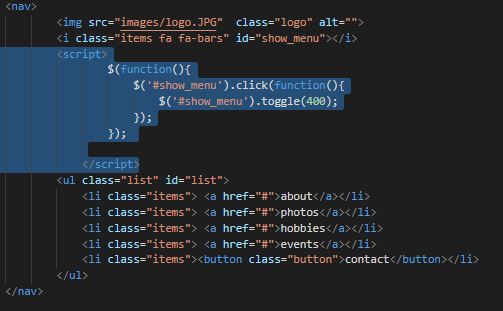 <nav>
<img src="images/logo.JPG"  class="logo" alt="">
<i class="items fa fa-bars" id="show_menu"></i>
<script>
$(function(){
$('#show_menu').click(function(){
$('#show_menu').toggle(400);
});
});
</script>
<ul class="list" id="list">
<li class="items"> <a href="#">about</a></li>
<li class="items"> <a href="#">photos</a></li>
<li class="items"> <a href="#">hobbies</a></li>
<li class="items"> <a href="#">events</a></li>
<li class="items"><button class="button">contact</button></li>
</ul>
</nav>